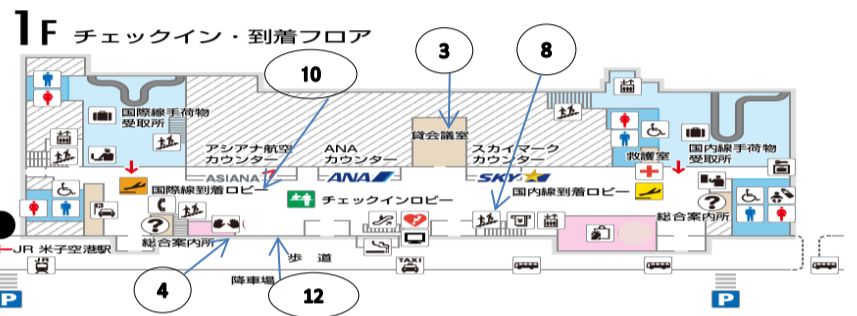 1F チェックイン・到着フロア
3
8
10
国際線手荷物
受取所
アシアナ航空
カウンター
ANA
カウンター
貸会議室
スカイマーク
カウンター
国内線手荷物
受取所
救護室
ASIANA
ANA
SKY
国際線到着ロビー
チェックインロビー
国内線到着ロビー
総合案内所
総合案内所
?
?
←JR 米子空港駅
歩道
JR
TAXI
降車場
4
12
P
P